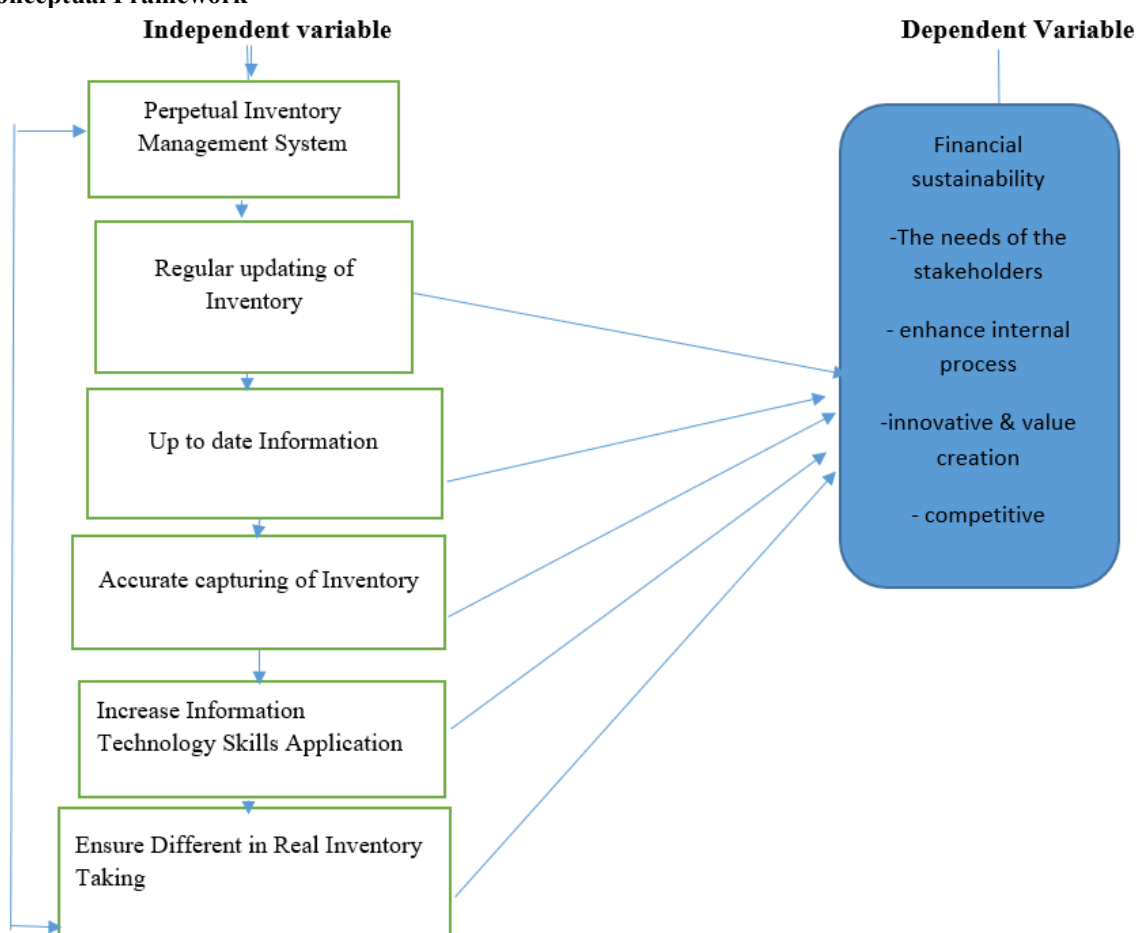 onceptual Framework
Independent variable
Dependent Variable
Perpetual Inventory
Management System
Regular updating of
Inventory
Up to date Information
Accurate capturing of Inventory
Increase Information
Technology Skills Application
Ensure Different in Real Inventory
Taking
Financial
sustainability
-The needs of the
stakeholders
- enhance internal
process
-innovative & value
creation
- competitive